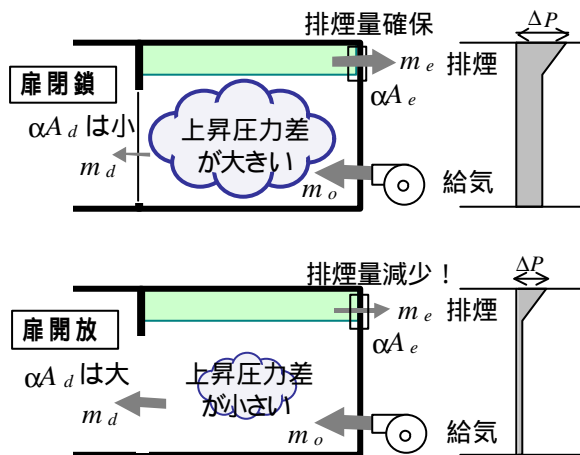 排煙量確保
ΔP
m e 排煙
扉閉鎖
αA e
αA d は小
上昇圧力差
が大きい
m d
m o
給気
排煙量減少！
ΔP
m e 排煙
扉開放
αA e
αA d は大
上昇圧力差
が小さい
m d
m o
給気